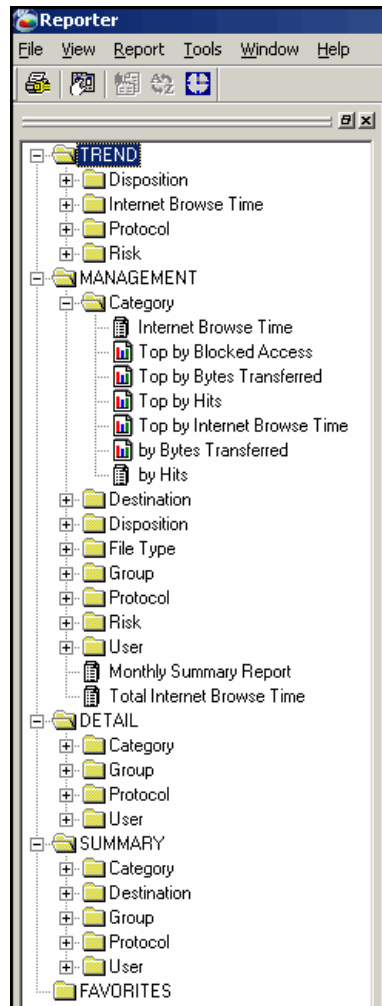 Reporter
File View Report Tools Window Help
TREND
Disposition
Internet Browse Time
Protocol
Risk
MANAGEMENT
Category
Internet Browse Time
Top by Blocked Access
Top by Bytes Transferred
Top by Hits
Top by Internet Browse Time
by Bytes Transferred
by Hits
Destination
Disposition
File Type
Group
Protocol
Risk
User
Monthly Summary Report
Total Internet Browse Time
DETAIL
Category
Group
Protocol
User
SUMMARY
Category
Destination
Group
Protocol
User
FAVORITES